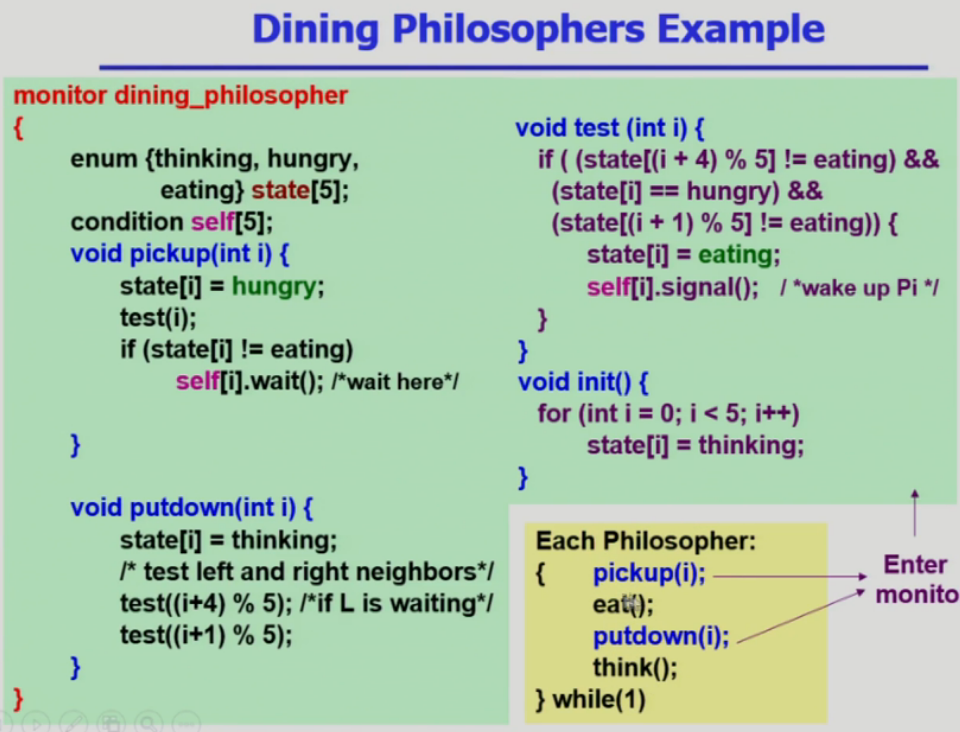 Dining Philosophers Example
monitor dining_philosopher
{
enum {thinking, hungry,
eating} state[5];
condition self[5];
void pickup(int i) {
state[i] = hungry;
test(i);
if (state[i] != eating)
self[i].wait(); /*wait here*/
}
void putdown(int i) {
state[i] = thinking;
/* test left and right neighbors*/
test((i+4) % 5); /*if L is waiting*/
test((i+1) % 5);
}
}
void test (int i) {
if ( (state[(i + 4) % 5] != eating) &&
(state[i] == hungry) &&
(state[(i + 1) % 5] != eating)) {
state[i] = eating;
self[i].signal(); / *wake up Pi */
}
}
void init() {
for (int i = 0; i < 5; i++)
state[i] = thinking;
}
Each Philosopher:
{ pickup(i);
eat();
putdown(i);
think();
} while(1)
Enter
monito